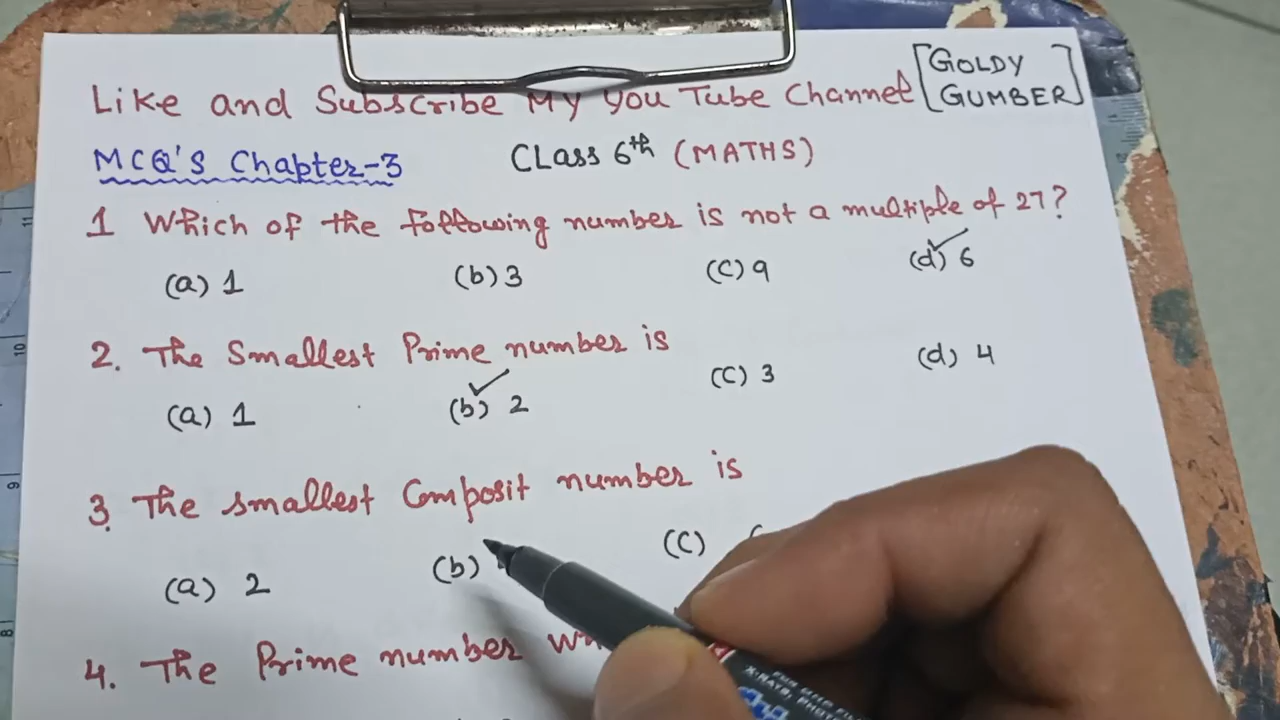 Like and Subscribe My You Tube Channel [GOLDY GUMBER]
MCQ'S Chapter-3 Class 6th (MATHS)
1 Which of the following number is not a multiple of 27?
(a) 1 (b) 3 (c) 9 (d) 6
2. The Smallest Prime number is
(a) 1 (b) 2 (c) 3 (d) 4
3. The smallest Composit number is
(a) 2 (b) (c)
4. The Prime number